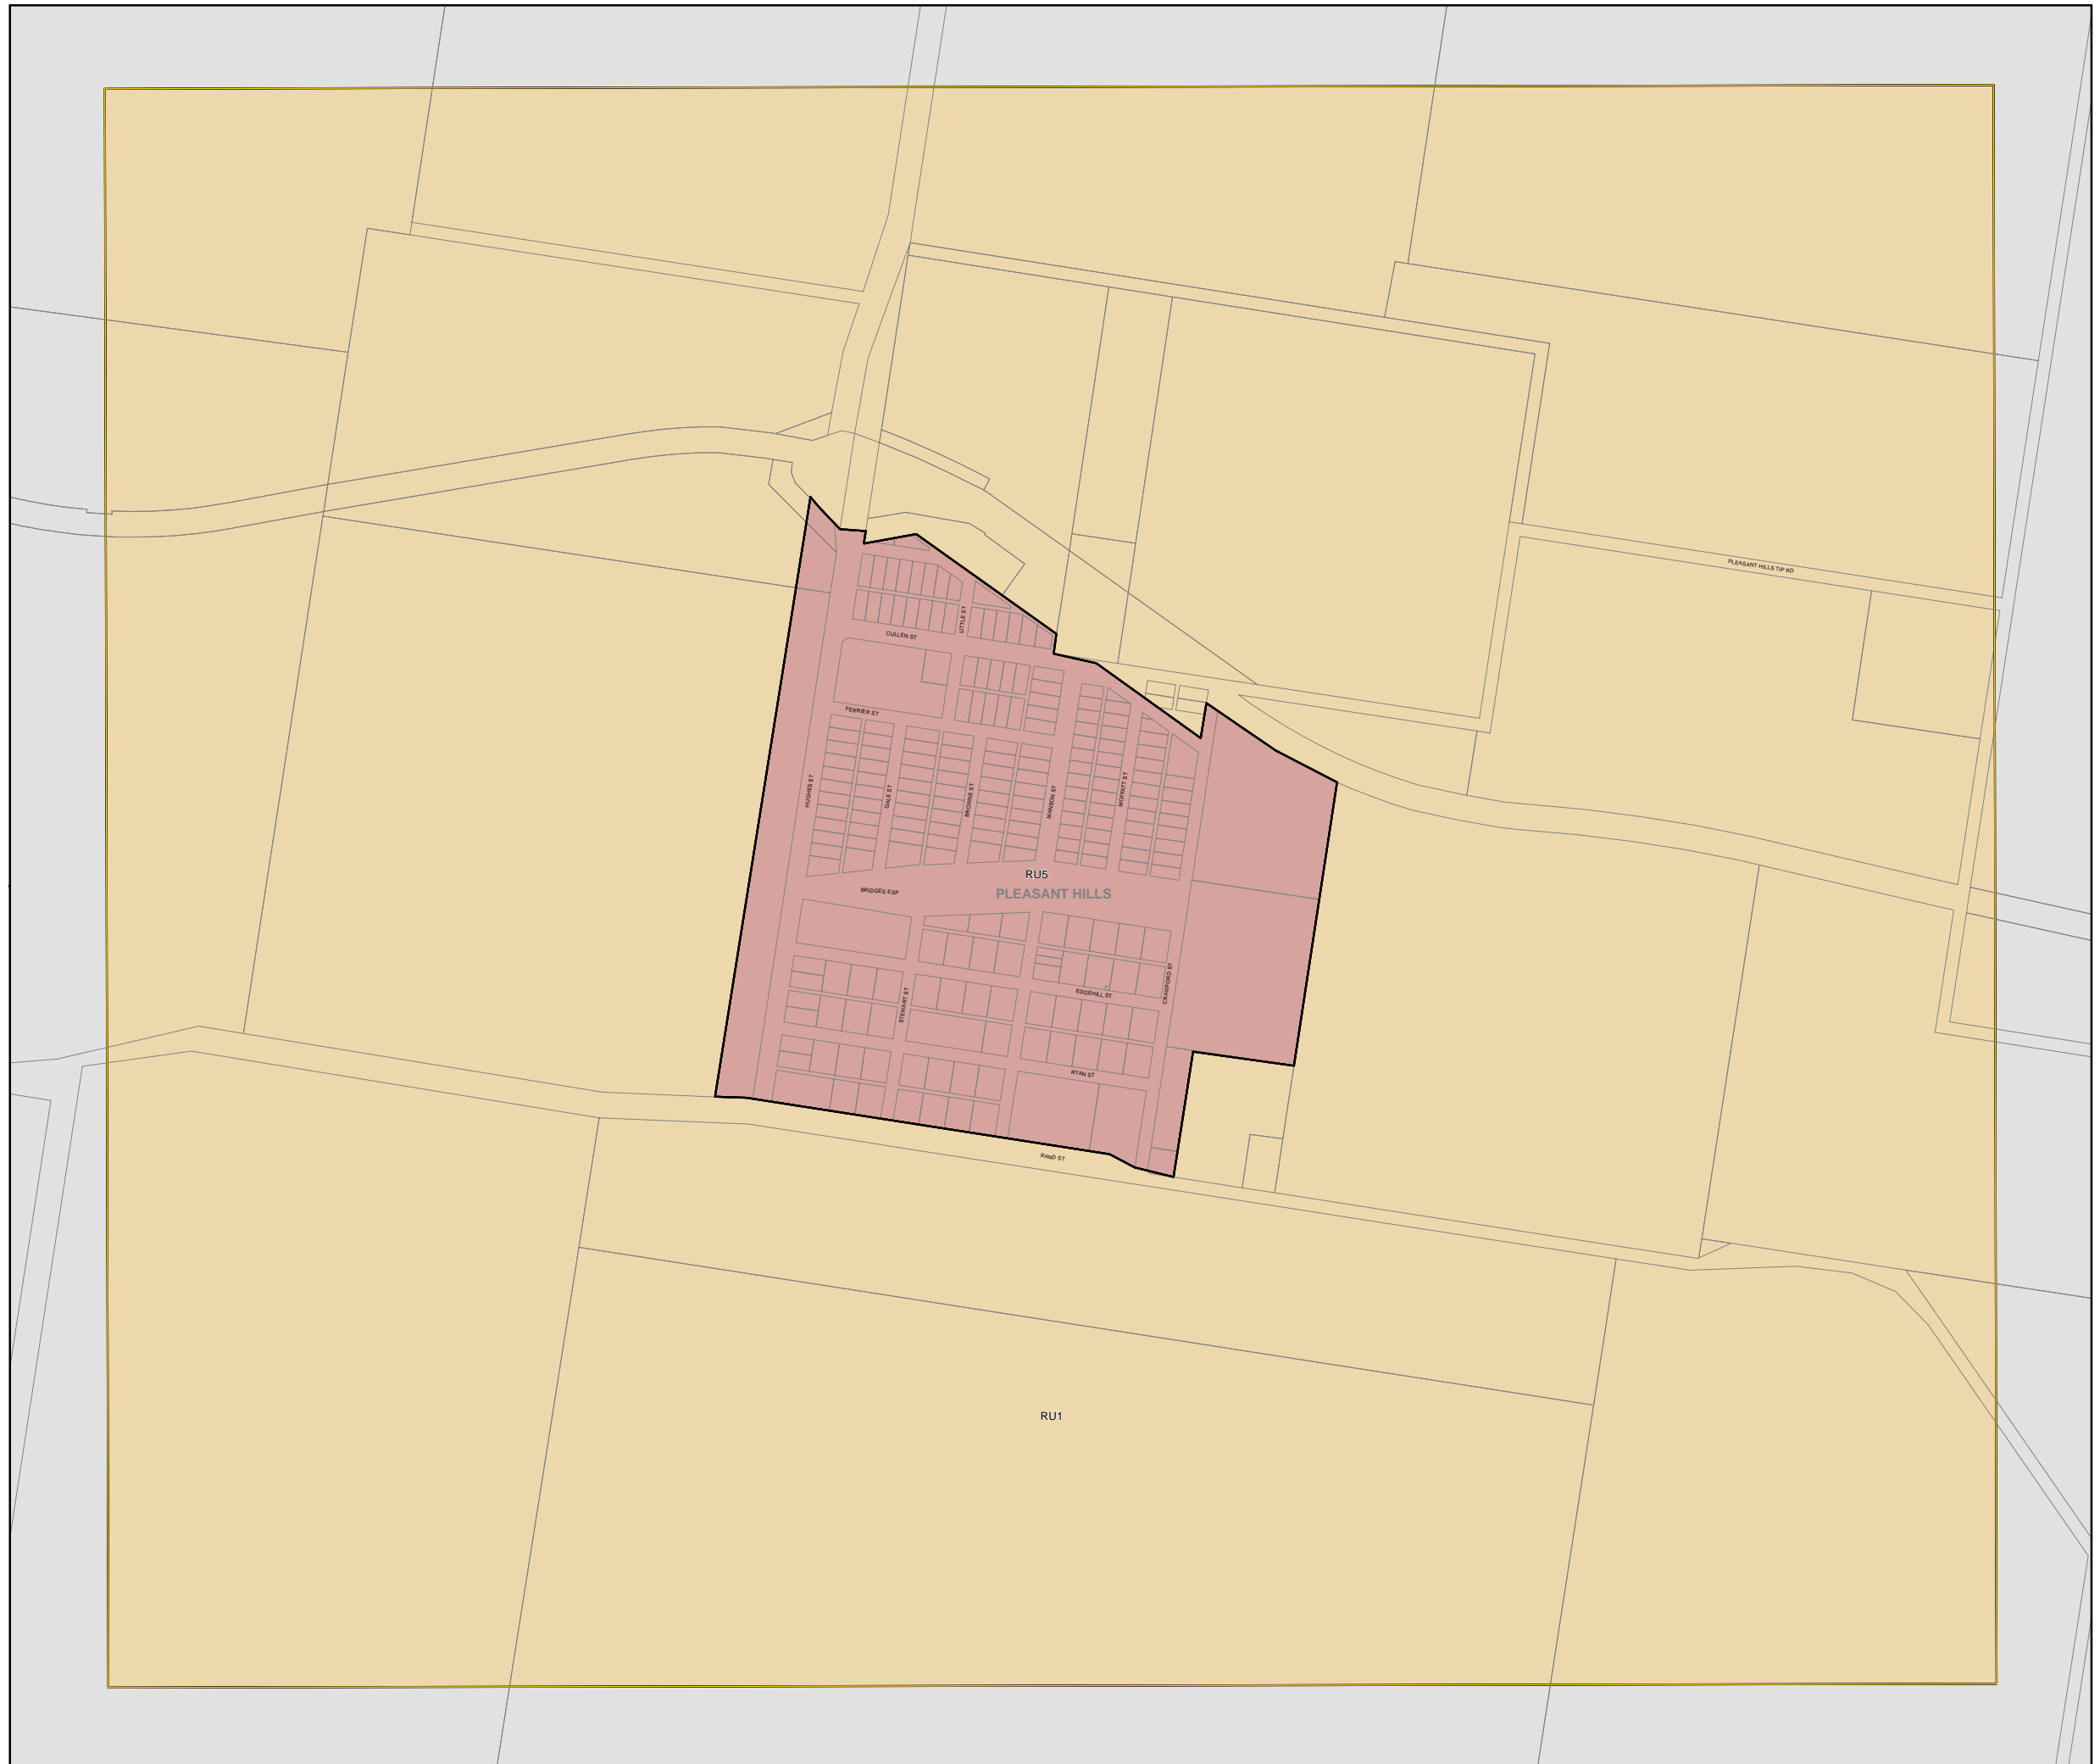 PLEASANT HILLS TIP RD
LITTLE ST
CULLEN ST
FERRIER ST
HUGHES ST
GALE ST
BROWNE ST
MANSON ST
MOFFATT ST
RU5
BRIDGES ESP
PLEASANT HILLS
STEWART ST
EDGEHILL ST
CRAWFORD ST
RYAN ST
RAND ST
RU1